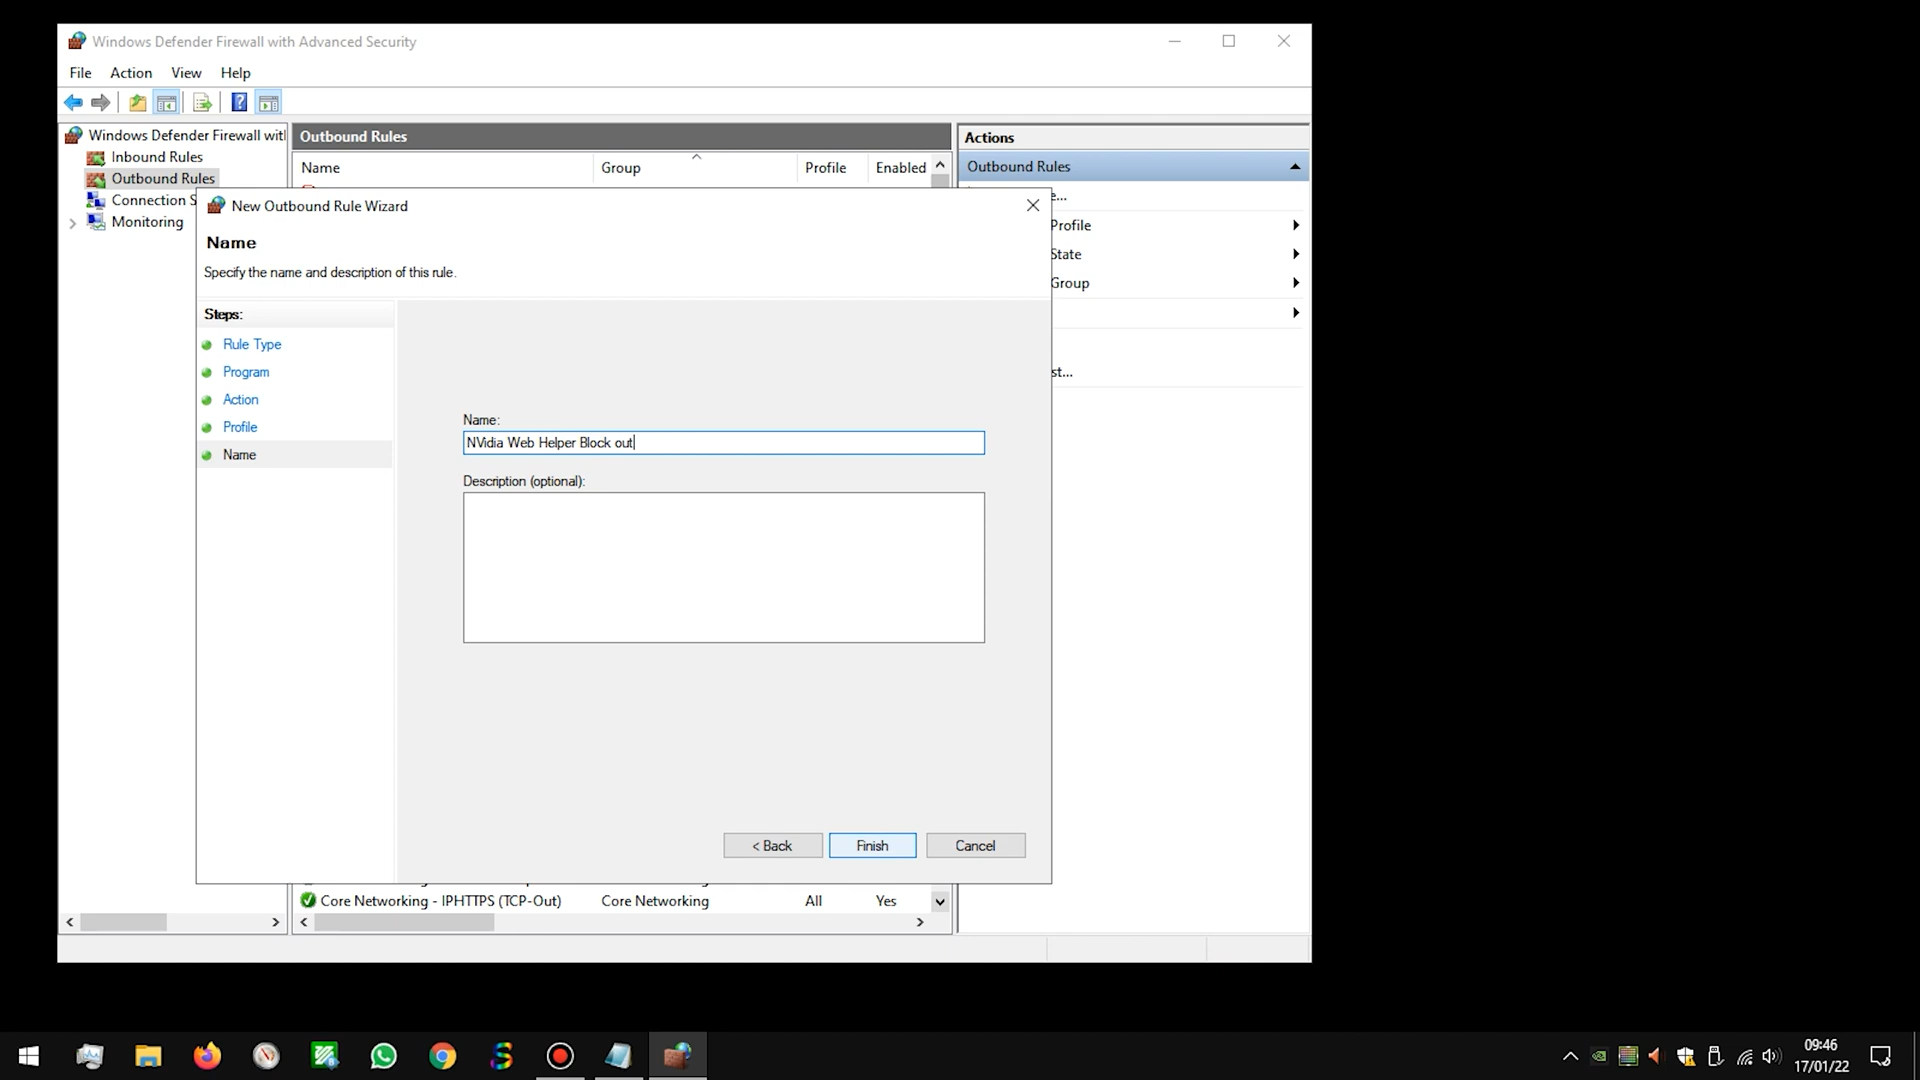 Windows Defender Firewall with Advanced Security
File Action View Help
Windows Defender Firewall with
Inbound Rules
Outbound Rules
Connection S
Monitoring
Outbound Rules
Name Group Profile Enabled
Actions
Outbound Rules
e...
Profile
State
Group
st...
New Outbound Rule Wizard
Name
Specify the name and description of this rule.
Steps:
Rule Type
Program
Action
Profile
Name
Name:
NVidia Web Helper Block out
Description (optional):
< Back Finish Cancel
Core Networking - IPHTTPS (TCP-Out) Core Networking All Yes
09:46
17/01/22